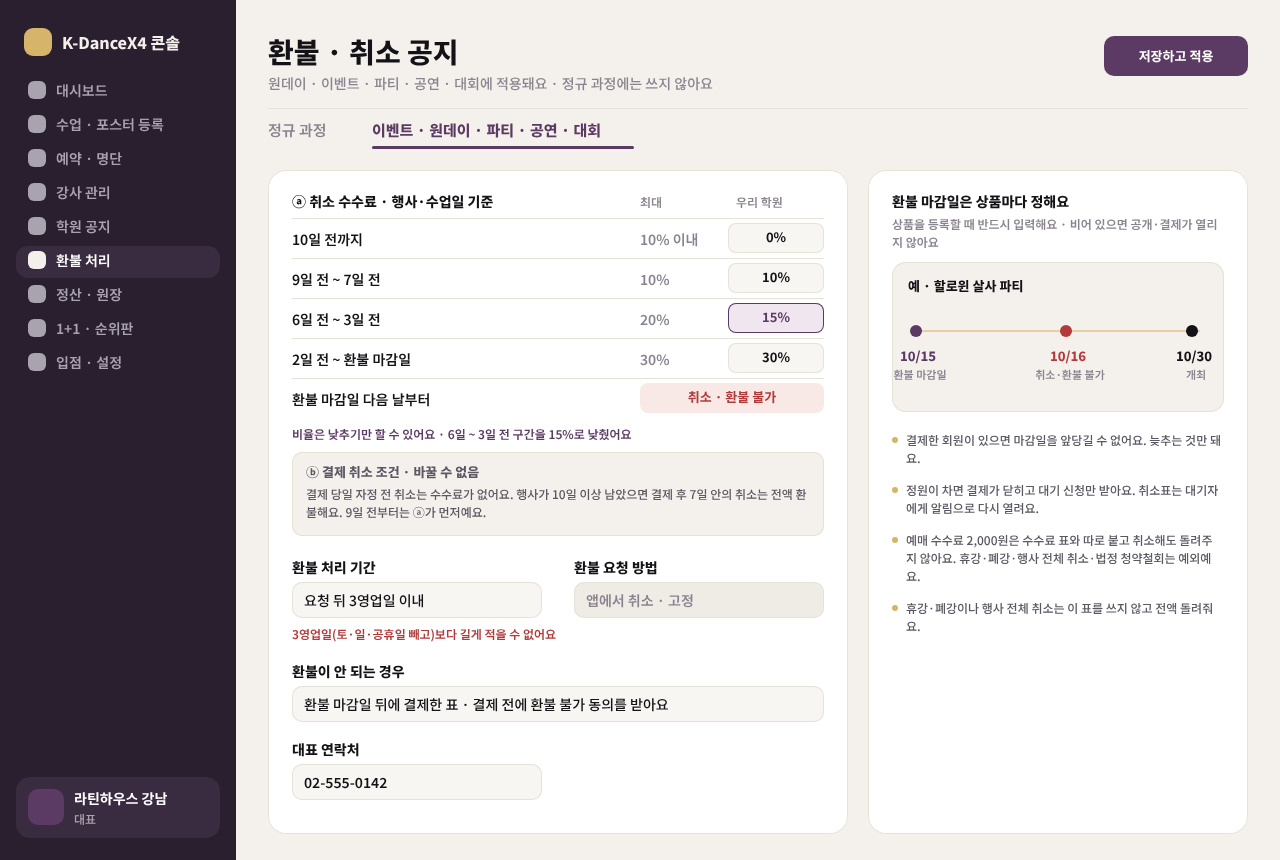 K-DanceX4 콘솔
대시보드
수업 · 포스터 등록
예약 · 명단
강사 관리
학원 공지
환불 처리
정산 · 원장
1+1 · 순위판
입점 · 설정
라틴하우스 강남
대표
환불 · 취소 공지
원데이 · 이벤트 · 파티 · 공연 · 대회에 적용돼요 · 정규 과정에는 쓰지 않아요
저장하고 적용
정규 과정
이벤트 · 원데이 · 파티 · 공연 · 대회
ⓐ 취소 수수료 · 행사·수업일 기준 최대 우리 학원
10일 전까지 10% 이내 0%
9일 전 ~ 7일 전 10% 10%
6일 전 ~ 3일 전 20% 15%
2일 전 ~ 환불 마감일 30% 30%
환불 마감일 다음 날부터 취소 · 환불 불가
비율은 낮추기만 할 수 있어요 · 6일 ~ 3일 전 구간을 15%로 낮췄어요
ⓑ 결제 취소 조건 · 바꿀 수 없음
결제 당일 자정 전 취소는 수수료가 없어요. 행사가 10일 이상 남았으면 결제 후 7일 안의 취소는 전액 환
불해요. 9일 전부터는 ⓐ가 먼저예요.
환불 처리 기간
요청 뒤 3영업일 이내
3영업일(토·일·공휴일 빼고)보다 길게 적을 수 없어요
환불 요청 방법
앱에서 취소 · 고정
환불이 안 되는 경우
환불 마감일 뒤에 결제한 표 · 결제 전에 환불 불가 동의를 받아요
대표 연락처
02-555-0142
환불 마감일은 상품마다 정해요
상품을 등록할 때 반드시 입력해요 · 비어 있으면 공개·결제가 열리
지 않아요
예 · 할로윈 살사 파티
10/15 10/16 10/30
환불 마감일 취소·환불 불가 개최
결제한 회원이 있으면 마감일을 앞당길 수 없어요. 늦추는 것만 돼
요.
정원이 차면 결제가 닫히고 대기 신청만 받아요. 취소표는 대기자
에게 알림으로 다시 열려요.
예매 수수료 2,000원은 수수료 표와 따로 붙고 취소해도 돌려주
지 않아요. 휴강·폐강·행사 전체 취소·법정 청약철회는 예외예
요.
휴강·폐강이나 행사 전체 취소는 이 표를 쓰지 않고 전액 돌려줘
요.